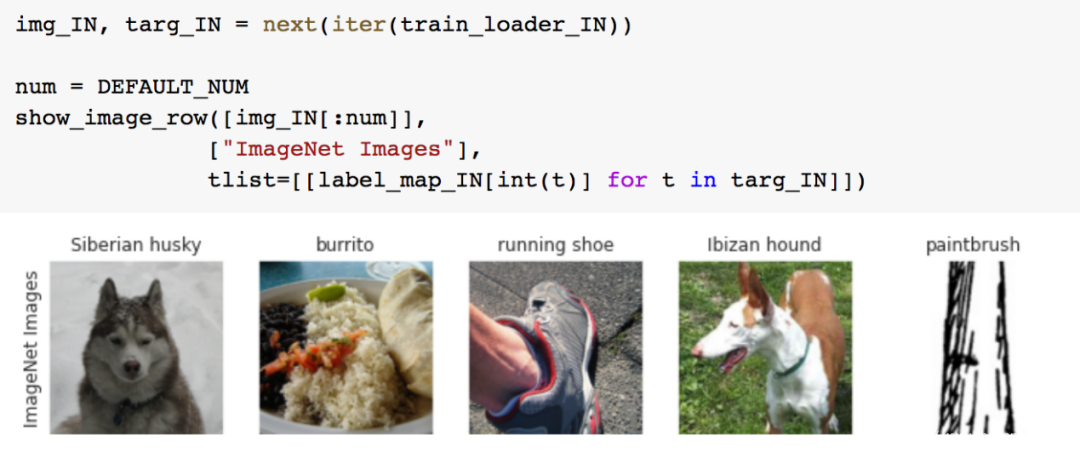 img_IN, targ_IN = next(iter(train_loader_IN))
num = DEFAULT_NUM
show_image_row([img_IN[:num]],
["ImageNet Images"],
tlist=[[label_map_IN[int(t)] for t in targ_IN]])
Siberian husky burrito running shoe Ibizan hound paintbrush
ImageNet Images